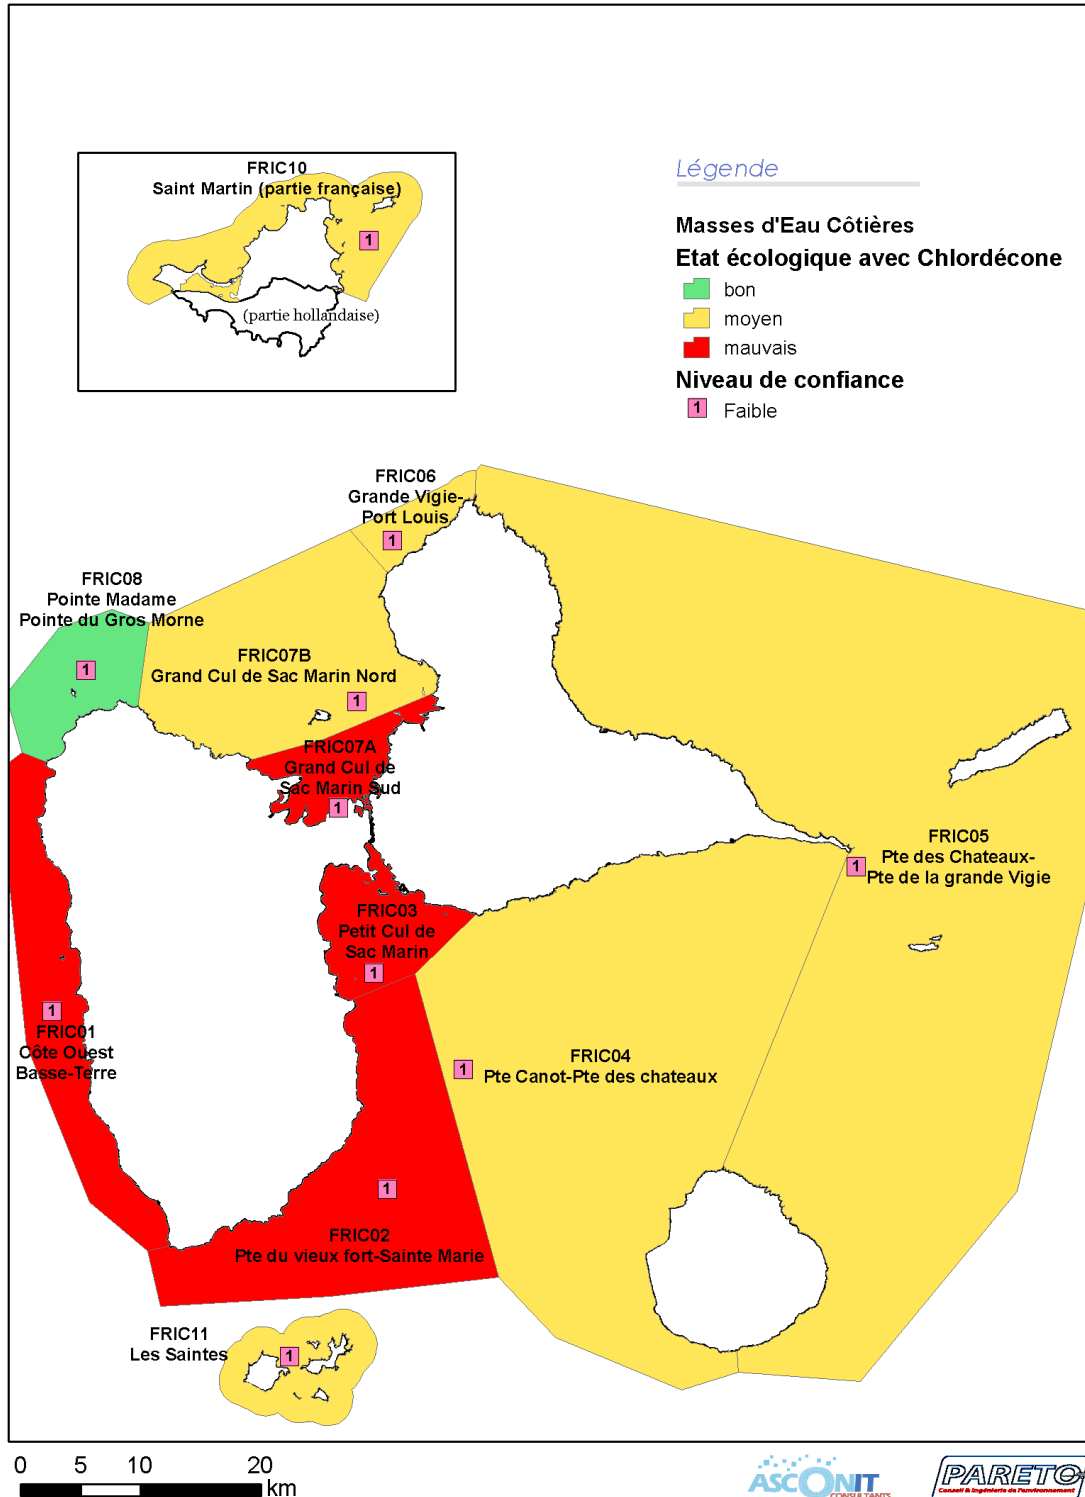 FRIC10
Saint Martin (partie française)
1
(partie hollandaise)
Légende
Masses d'Eau Côtières
Etat écologique avec Chlordécone
bon
moyen
mauvais
Niveau de confiance
1 Faible
FRIC06
Grande Vigie-
Port Louis
1
FRIC08
Pointe Madame
Pointe du Gros Morne
1
FRIC07B
Grand Cul de Sac Marin Nord
1
FRIC07A
Grand Cul de
Sac Marin Sud
1
FRIC05
Pte des Chateaux-
Pte de la grande Vigie
1
FRIC03
Petit Cul de
Sac Marin
1
1
FRIC01
Côte Ouest
Basse-Terre
FRIC04
Pte Canot-Pte des chateaux
1
1
FRIC02
Pte du vieux fort-Sainte Marie
FRIC11
Les Saintes
1
0 5 10 20
km
ASCONIT
CONSULTANTS
PARETO
Conseil & Ingénierie de l'environnement